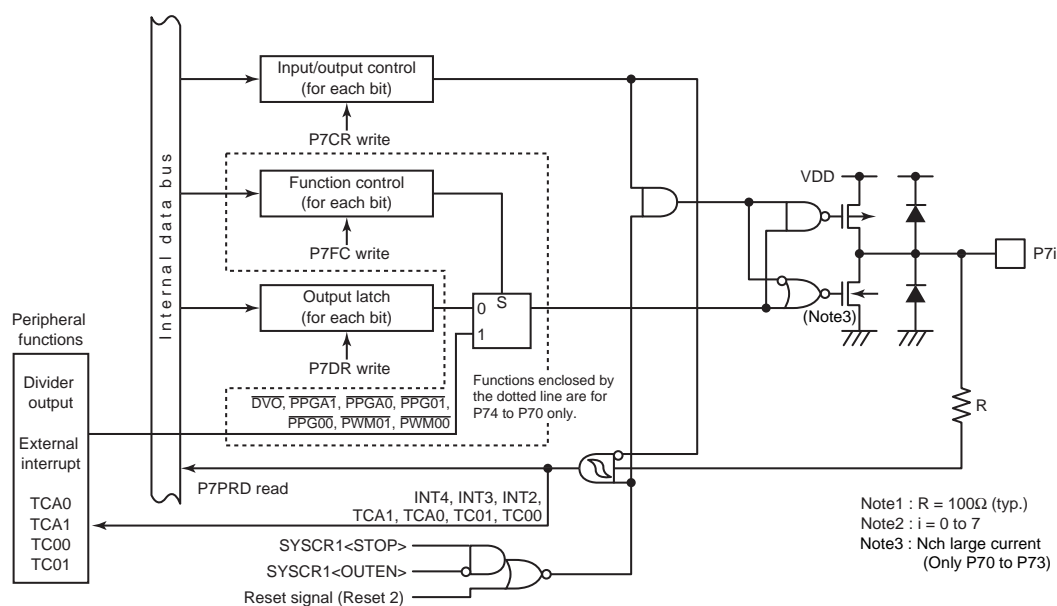 Input/output control
(for each bit)
P7CR write
Function control
(for each bit)
P7FC write
Output latch
(for each bit)
P7DR write
Internal data bus
0
S
1
Functions enclosed by
the dotted line are for
P74 to P70 only.
DVO, PPGA1, PPGA0, PPG01,
PPG00, PWM01, PWM00
Peripheral
functions
Divider
output
External
interrupt
TCA0
TCA1
TC00
TC01
P7PRD read
INT4, INT3, INT2,
TCA1, TCA0, TC01, TC00
SYSCR1<STOP>
SYSCR1<OUTEN>
Reset signal (Reset 2)
VDD
P7i
(Note3)
R
Note1 : R = 100Ω (typ.)
Note2 : i = 0 to 7
Note3 : Nch large current
(Only P70 to P73)